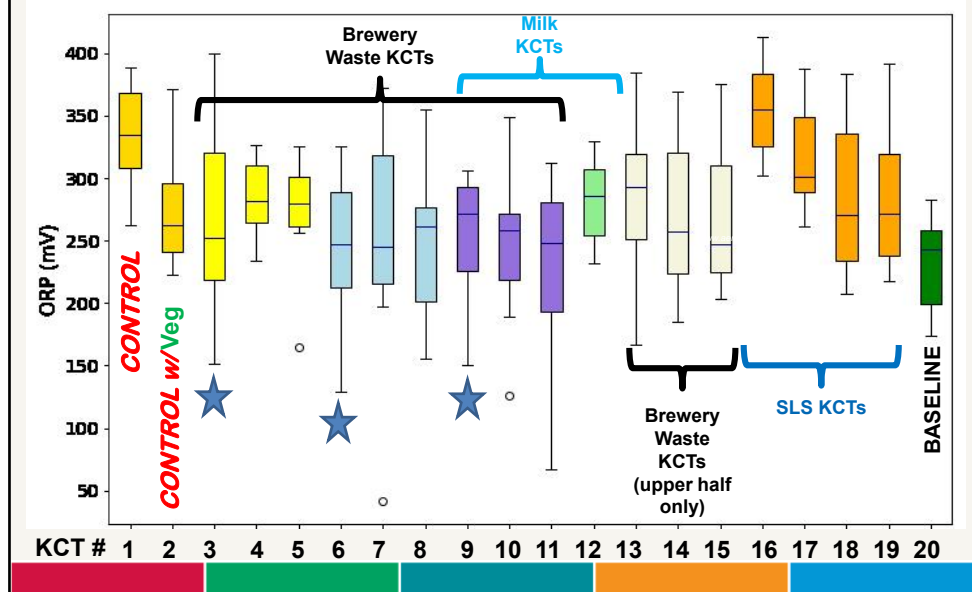 Brewery
Waste KCTs
Milk
KCTs
ORP (mV)
400
350
300
250
200
150
100
50
CONTROL
CONTROL w/Veg
Brewery
Waste
KCTs
(upper half
only)
SLS KCTs
BASELINE
KCT # 1 2 3 4 5 6 7 8 9 10 11 12 13 14 15 16 17 18 19 20